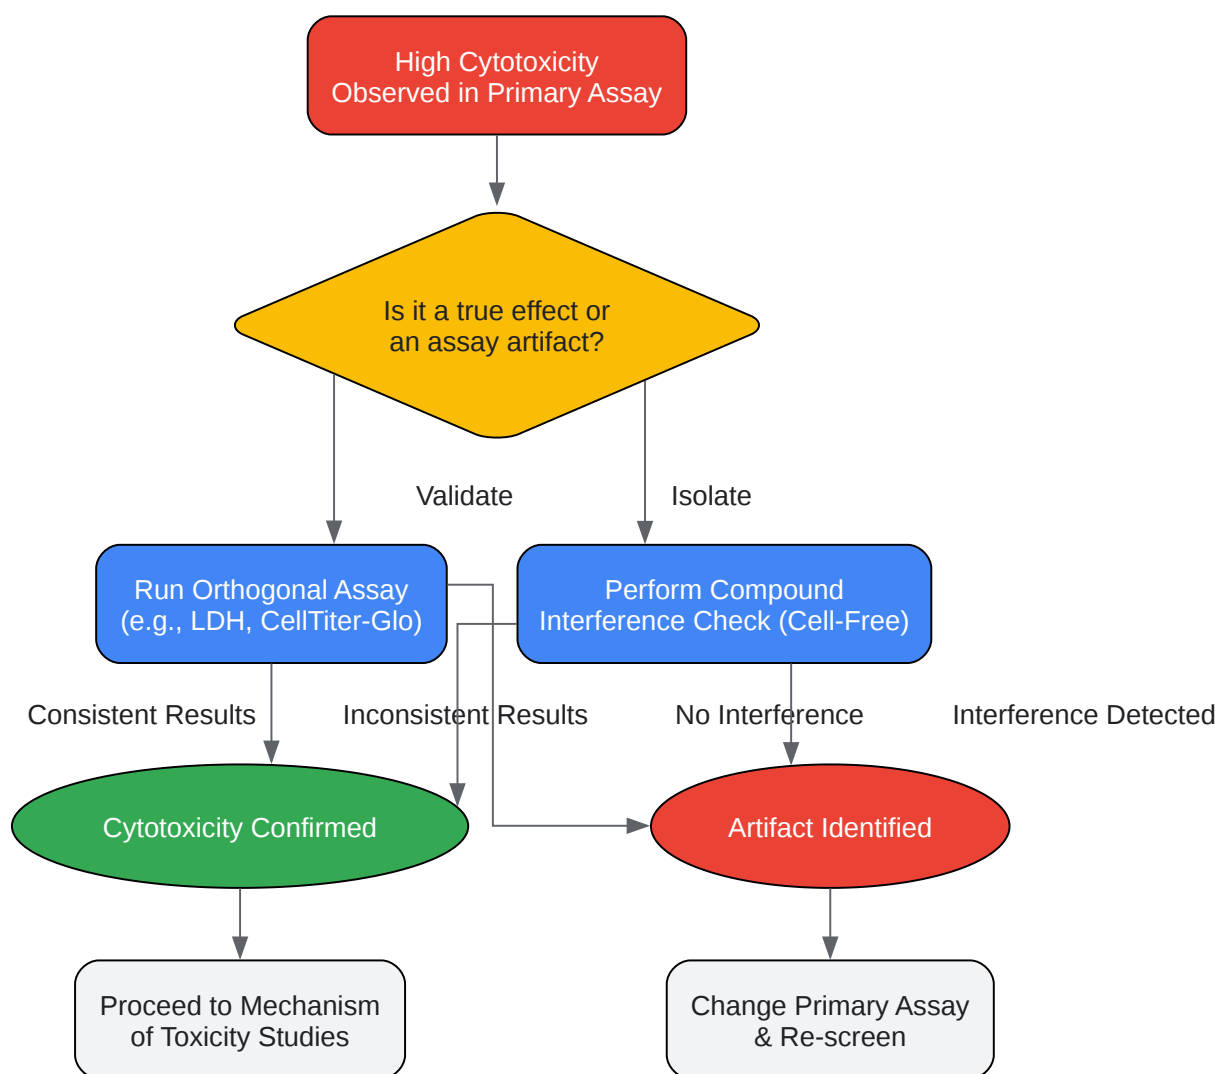 High Cytotoxicity
Observed in Primary Assay
Is it a true effect or
an assay artifact?
Validate
Isolate
Run Orthogonal Assay
(e.g., LDH, CellTiter-Glo)
Perform Compound
Interference Check (Cell-Free)
Consistent Results
Inconsistent Results
No Interference
Interference Detected
Cytotoxicity Confirmed
Artifact Identified
Proceed to Mechanism
of Toxicity Studies
Change Primary Assay
& Re-screen